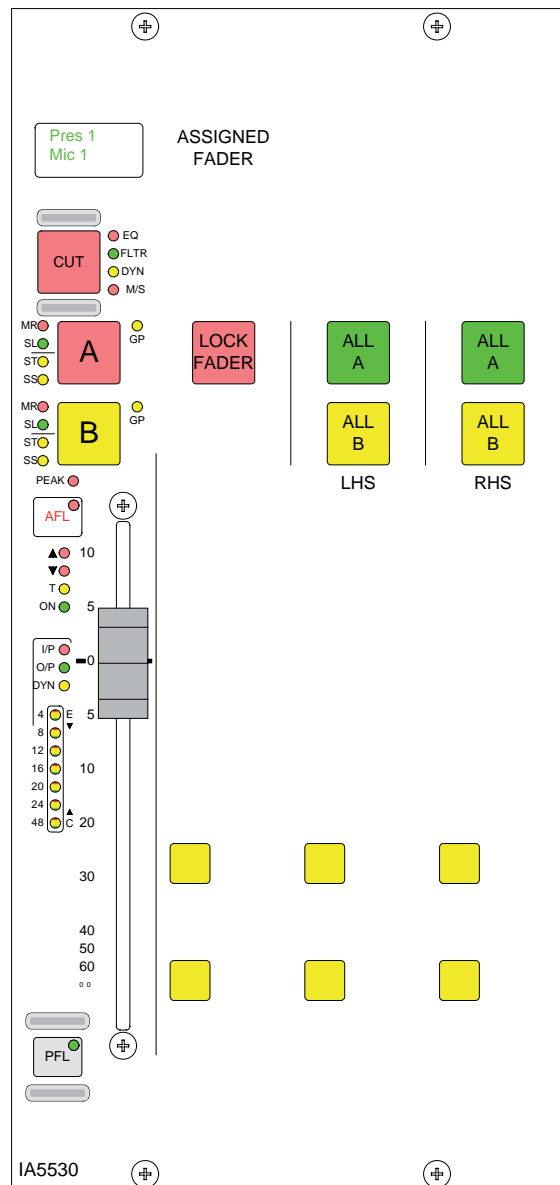 Pres 1
Mic 1
ASSIGNED
FADER
CUT
EQ
FLTR
DYN
M/S
MR
SL
ST
SS
A
GP
LOCK
FADER
ALL
A
ALL
A
MR
SL
ST
SS
B
GP
ALL
B
ALL
B
LHS
RHS
PEAK
AFL
▲
▼
T
ON
10
5
I/P
O/P
DYN
0
5
4 E
8 ▼
12
16
20
24 ▲
48 C
10
20
30
40
50
60
o o
PFL
IA5530